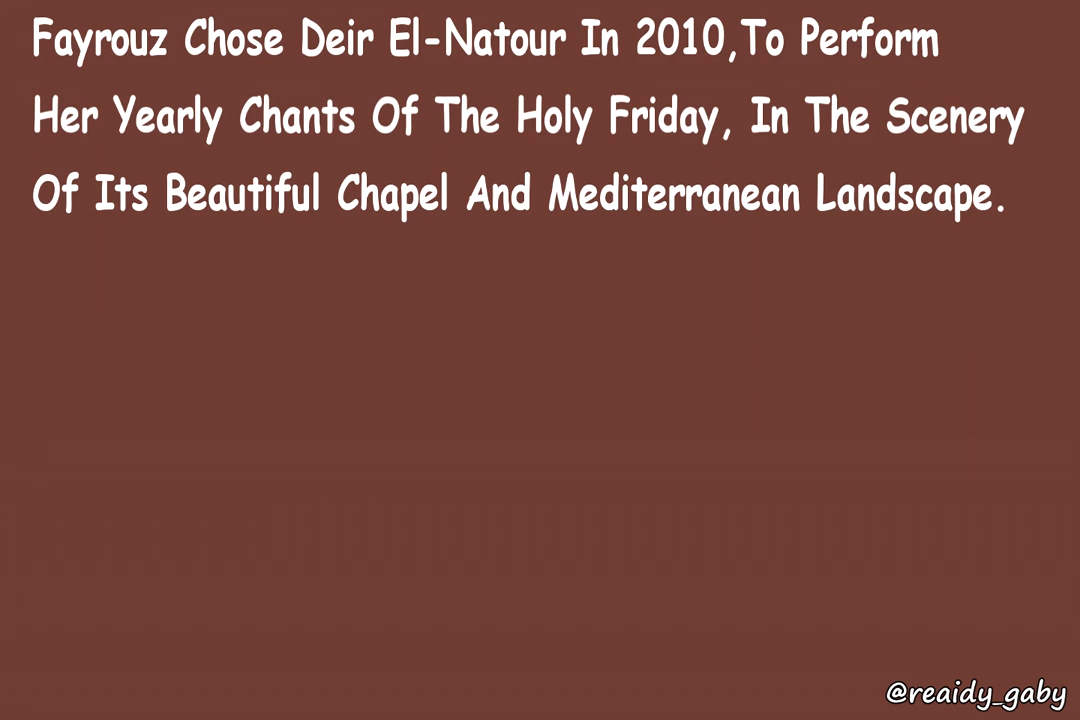 Fayrouz Chose Deir El-Natour In 2010,To Perform
Her Yearly Chants Of The Holy Friday, In The Scenery
Of Its Beautiful Chapel And Mediterranean Landscape.
@reaidy_gaby